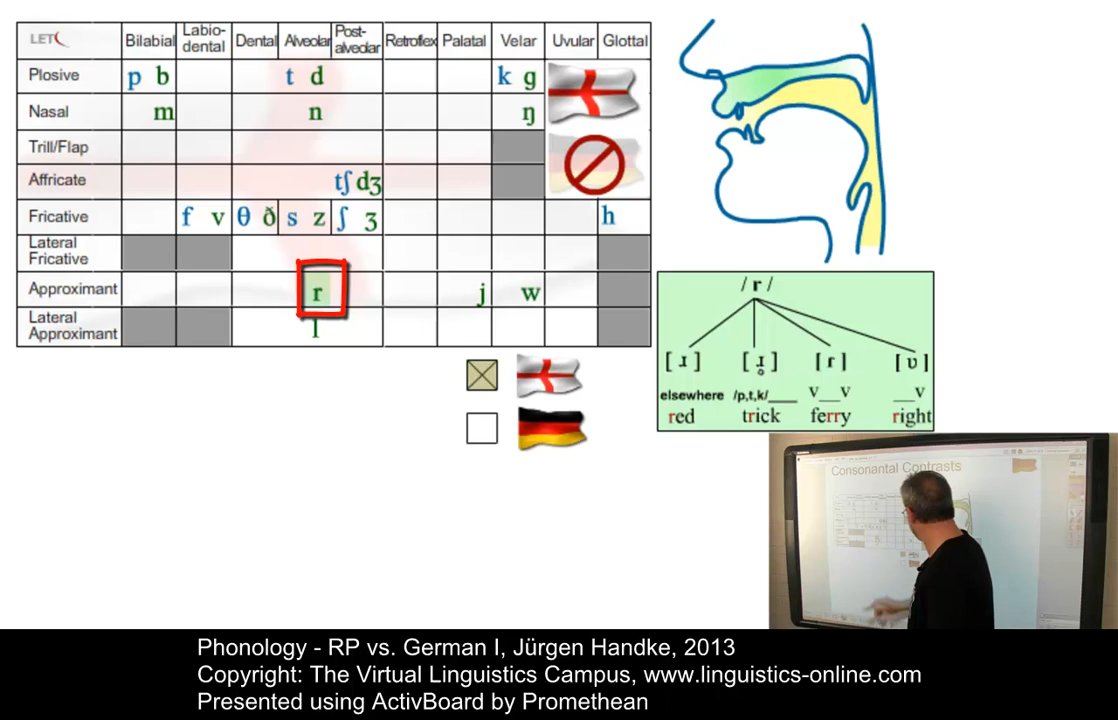 LET
Bilabial Labio-dental Dental Alveolar Post-alveolar Retroflex Palatal Velar Uvular Glottal
Plosive p b t d k g
Nasal m n ŋ
Trill/Flap
Affricate tʃ dʒ
Fricative f v θ ð s z ʃ ʒ h
Lateral Fricative
Approximant r j w
Lateral Approximant l
/ r /
[ ɹ ] [ ɹ̥ ] [ ɾ ] [ ʋ ]
elsewhere /p,t,k/___ v__v __v
red trick ferry right
Consonantal Contrasts
Phonology - RP vs. German I, Jürgen Handke, 2013
Copyright: The Virtual Linguistics Campus, www.linguistics-online.com
Presented using ActivBoard by Promethean